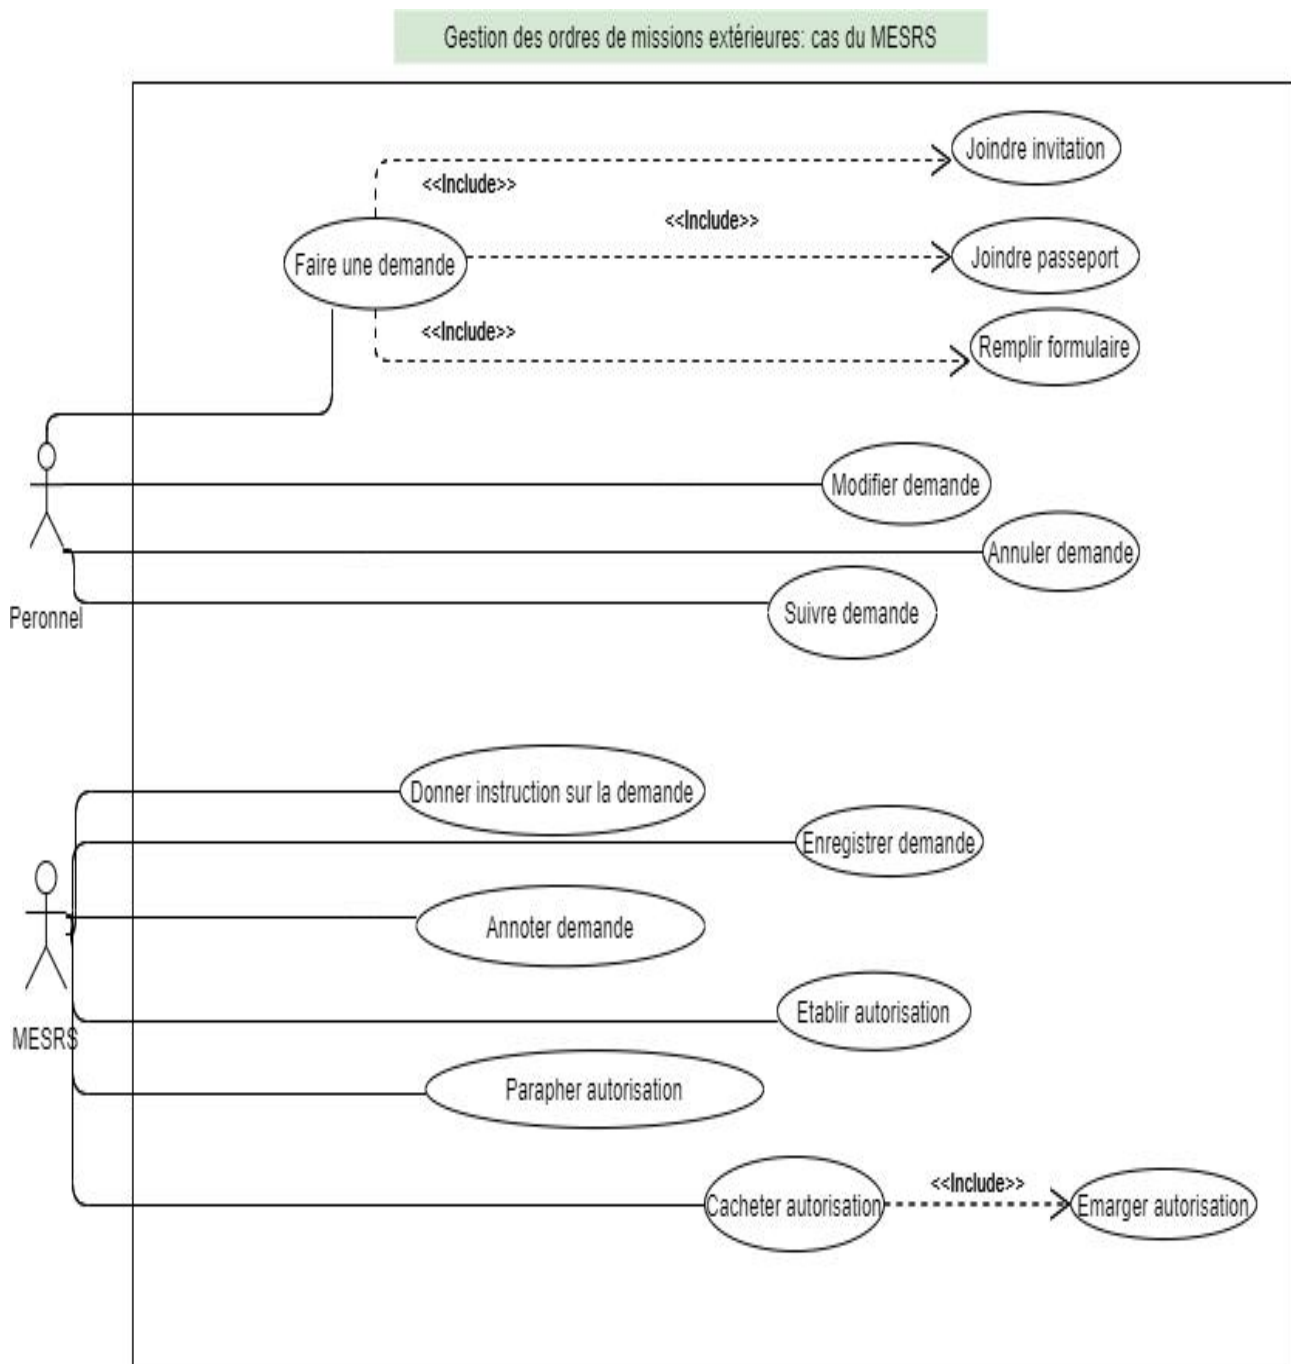 Gestion des ordres de missions extérieures: cas du MESRS
Joindre invitation
<<Include>>
<<Include>>
Faire une demande
Joindre passeport
<<Include>>
Remplir formulaire
Modifier demande
Annuler demande
Suivre demande
Peronnel
Donner instruction sur la demande
Enregistrer demande
Annoter demande
Etablir autorisation
MESRS
Parapher autorisation
<<Include>>
Cacheter autorisation
Emarger autorisation